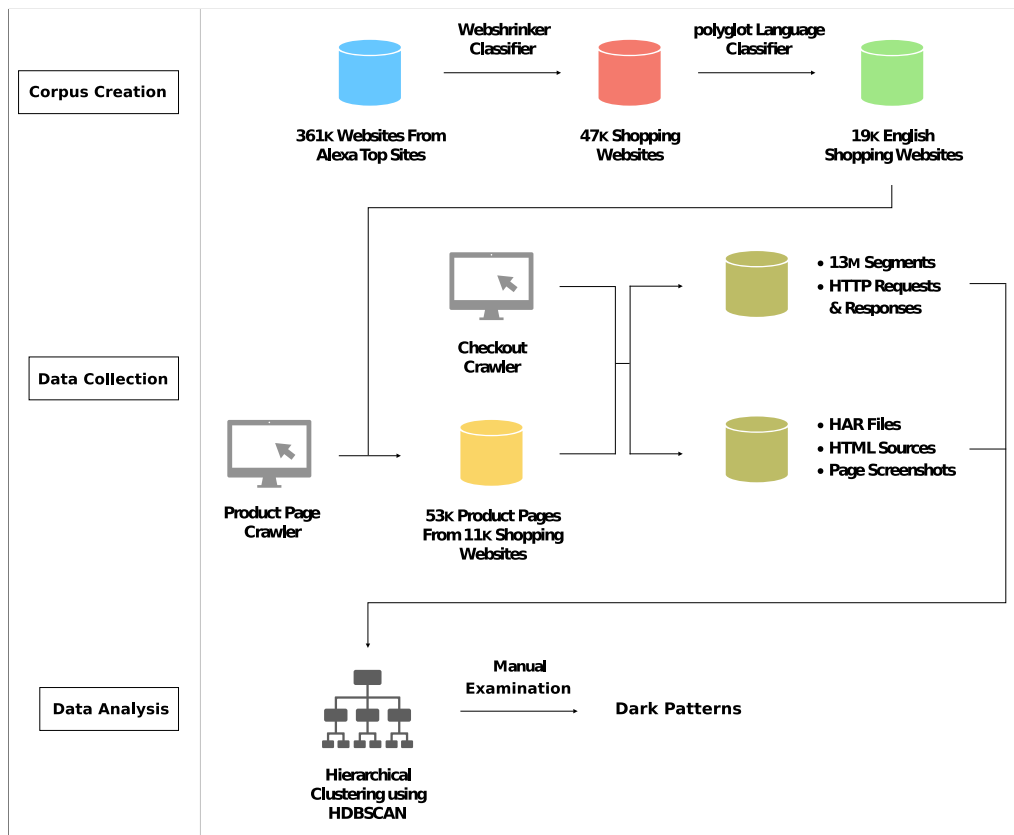 Corpus Creation
Webshrinker
Classifier
polyglot Language
Classifier
361K Websites From
Alexa Top Sites
47K Shopping
Websites
19K English
Shopping Websites
Data Collection
Checkout
Crawler
• 13M Segments
• HTTP Requests
& Responses
Product Page
Crawler
53K Product Pages
From 11K Shopping
Websites
• HAR Files
• HTML Sources
• Page Screenshots
Data Analysis
Hierarchical
Clustering using
HDBSCAN
Manual
Examination
Dark Patterns